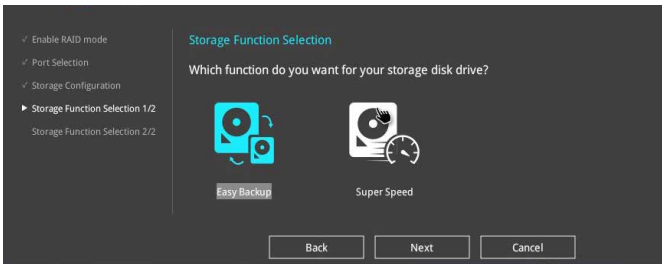 ✓ Enable RAID mode
✓ Port Selection
✓ Storage Configuration
▶ Storage Function Selection 1/2
Storage Function Selection 2/2
Storage Function Selection
Which function do you want for your storage disk drive?
Easy Backup
Super Speed
Back
Next
Cancel